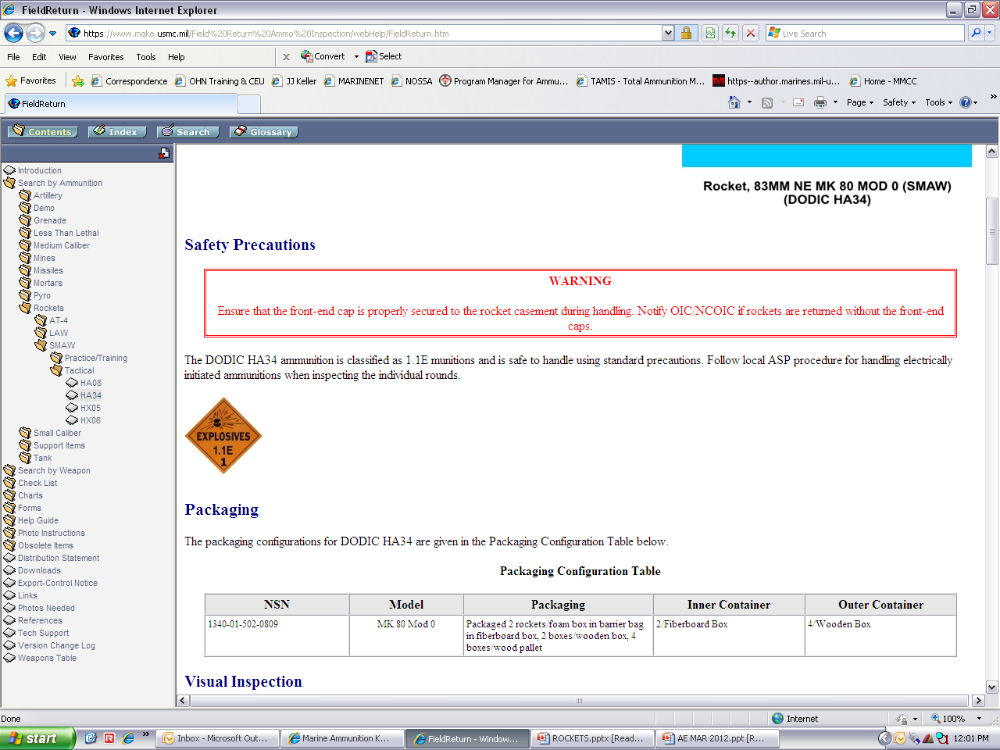 FieldReturn - Windows Internet Explorer
https://www.make.usmc.mil/Field%20Return%20Ammo%20Inspection/webHelp/FieldReturn.htm
Live Search
File Edit View Favorites Tools Help
x Convert Select
Favorites Correspondence OHN Training & CEU JJ Keller MARINENET NOSSA Program Manager for Ammu... TAMIS - Total Ammunition M... https--author.marines.mil-u... Home - MMCC
FieldReturn
Page Safety Tools
Contents Index Search Glossary
Introduction
Search by Ammunition
Artillery
Demo
Grenade
Less Than Lethal
Medium Caliber
Mines
Missiles
Mortars
Pyro
Rockets
AT-4
LAW
SMAW
Practice/Training
Tactical
HA08
HA34
HX05
HX06
Small Caliber
Support Items
Tank
Search by Weapon
Check List
Charts
Forms
Help Guide
Photo Instructions
Obsolete Items
Distribution Statement
Downloads
Export-Control Notice
Links
Photos Needed
References
Tech Support
Version Change Log
Weapons Table
Rocket, 83MM NE MK 80 MOD 0 (SMAW)
(DODIC HA34)
Safety Precautions
WARNING
Ensure that the front-end cap is properly secured to the rocket casement during handling. Notify OIC/NCOIC if rockets are returned without the front-end
caps.
The DODIC HA34 ammunition is classified as 1.1E munitions and is safe to handle using standard precautions. Follow local ASP procedure for handling electrically
initiated ammunitions when inspecting the individual rounds.
EXPLOSIVES
1.1E
1
Packaging
The packaging configurations for DODIC HA34 are given in the Packaging Configuration Table below.
Packaging Configuration Table
NSN Model Packaging Inner Container Outer Container
1340-01-502-0809 MK 80 Mod 0 Packaged 2 rockets/foam box in barrier bag 2/Fiberboard Box 4/Wooden Box
in fiberboard box, 2 boxes/wooden box, 4
boxes/wood pallet
Visual Inspection
Done Internet 100%
start Inbox - Microsoft Out... Marine Ammunition K... FieldReturn - Window... ROCKETS.pptx [Read... AE MAR 2012.ppt [R... 12:01 PM